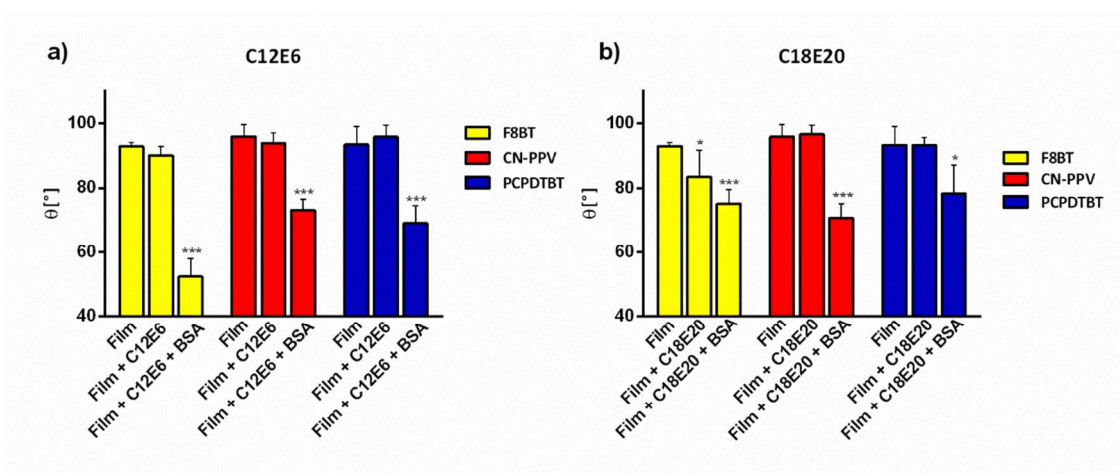 a)
C12E6
100
80
60
40
θ [°]
***
***
***
Film
Film + C12E6
Film + C12E6 + BSA
Film
Film + C12E6
Film + C12E6 + BSA
Film
Film + C12E6
Film + C12E6 + BSA
F8BT
CN-PPV
PCPDTBT
b)
C18E20
100
80
60
40
θ [°]
*
***
***
*
Film
Film + C18E20
Film + C18E20 + BSA
Film
Film + C18E20
Film + C18E20 + BSA
Film
Film + C18E20
Film + C18E20 + BSA
F8BT
CN-PPV
PCPDTBT